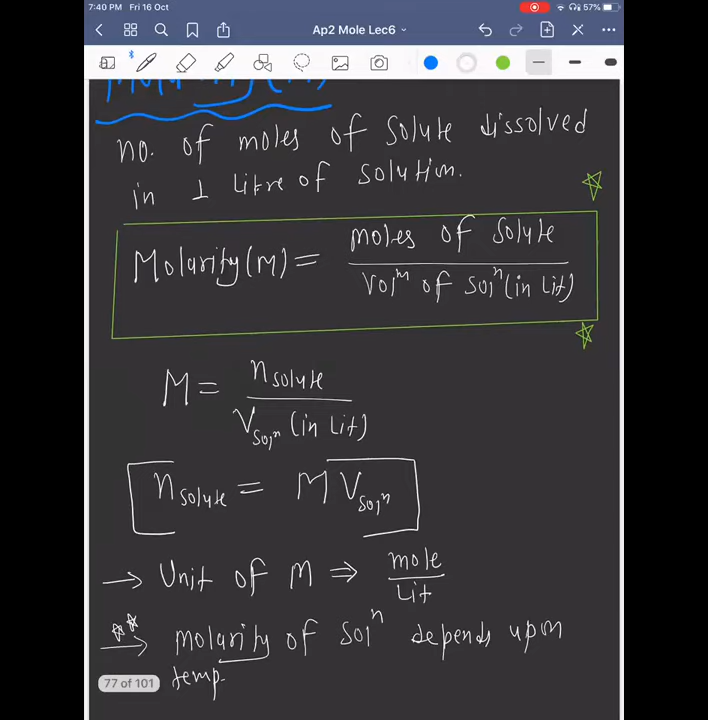 7:40 PM Fri 16 Oct
57%
Ap2 Mole Lec6
Molarity (M)
no. of moles of solute dissolved
in 1 Litre of solution.
Molarity(M) = moles of solute
Volm of Soln (in Lit)
M = nsolute
Vsoln (in Lit)
nsolute = M Vsoln
→ Unit of M ⇒ mole
Lit
→ molarity of soln depends upon
temp.
77 of 101